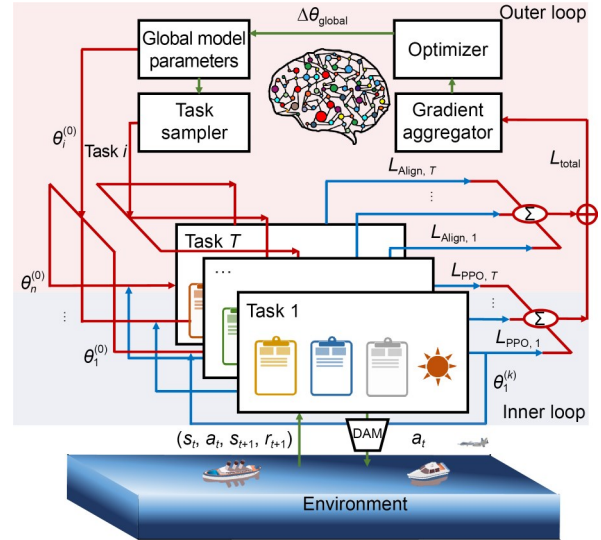 Outer loop
Δθglobal
Global model
parameters
Optimizer
Task
sampler
Gradient
aggregator
θi(0)
Task i
Ltotal
LAlign, T
⋮
Σ
LAlign, 1
Task T
θn(0)
...
LPPO, T
⋮
Task 1
⋮
Σ
LPPO, 1
θ1(0)
θ1(k)
Inner loop
(st, at, st+1, rt+1)
DAM
at
Environment